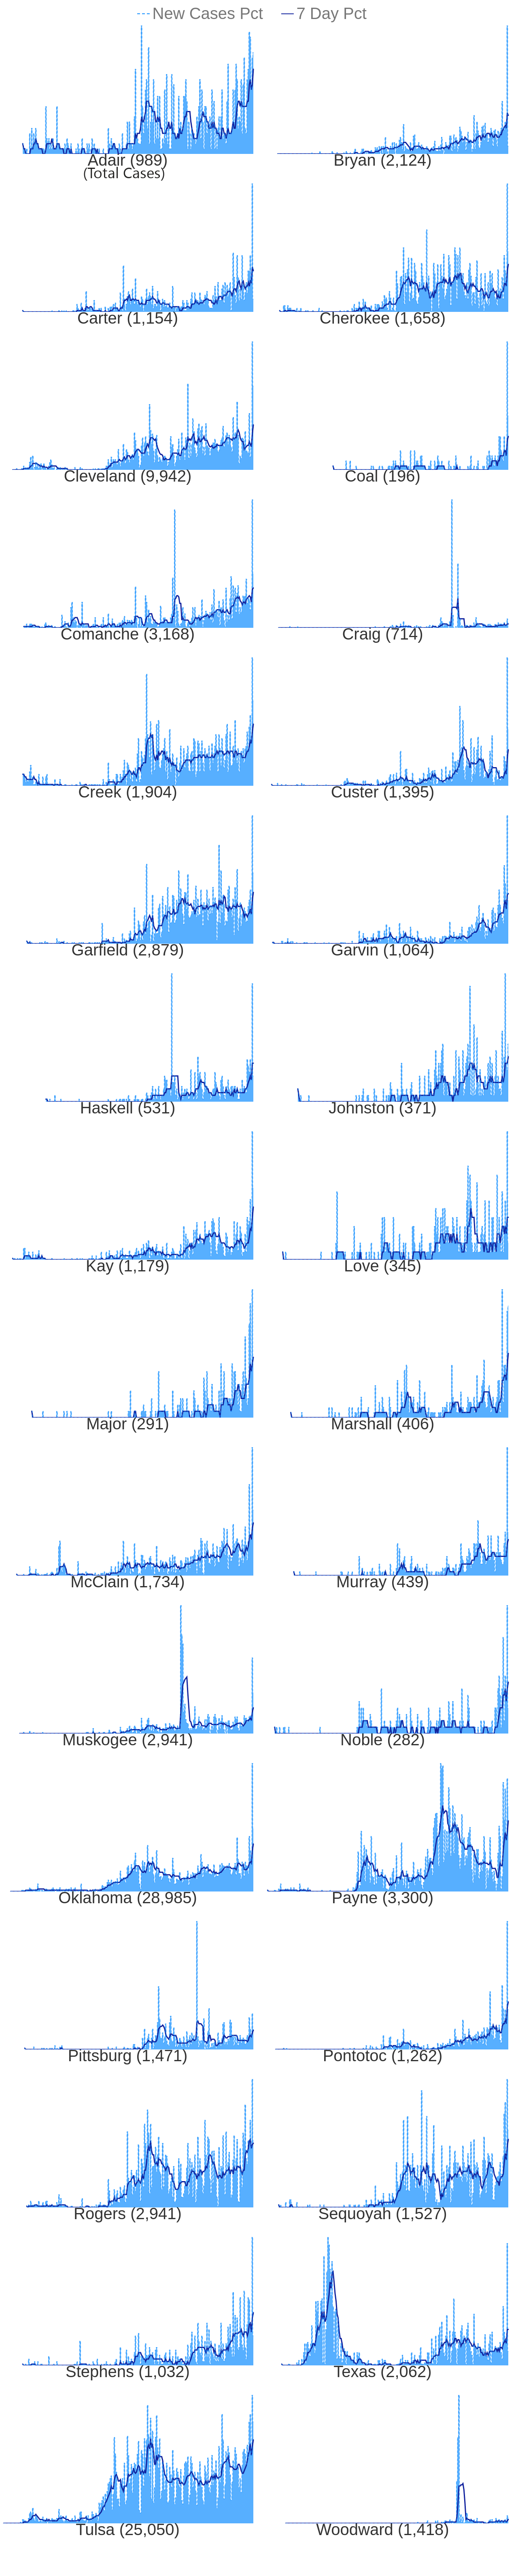 New Cases Pct 7 Day Pct
Adair (989) Bryan (2,124)
(Total Cases)
Carter (1,154) Cherokee (1,658)
Cleveland (9,942) Coal (196)
Comanche (3,168) Craig (714)
Creek (1,904) Custer (1,395)
Garfield (2,879) Garvin (1,064)
Haskell (531) Johnston (371)
Kay (1,179) Love (345)
Major (291) Marshall (406)
McClain (1,734) Murray (439)
Muskogee (2,941) Noble (282)
Oklahoma (28,985) Payne (3,300)
Pittsburg (1,471) Pontotoc (1,262)
Rogers (2,941) Sequoyah (1,527)
Stephens (1,032) Texas (2,062)
Tulsa (25,050) Woodward (1,418)